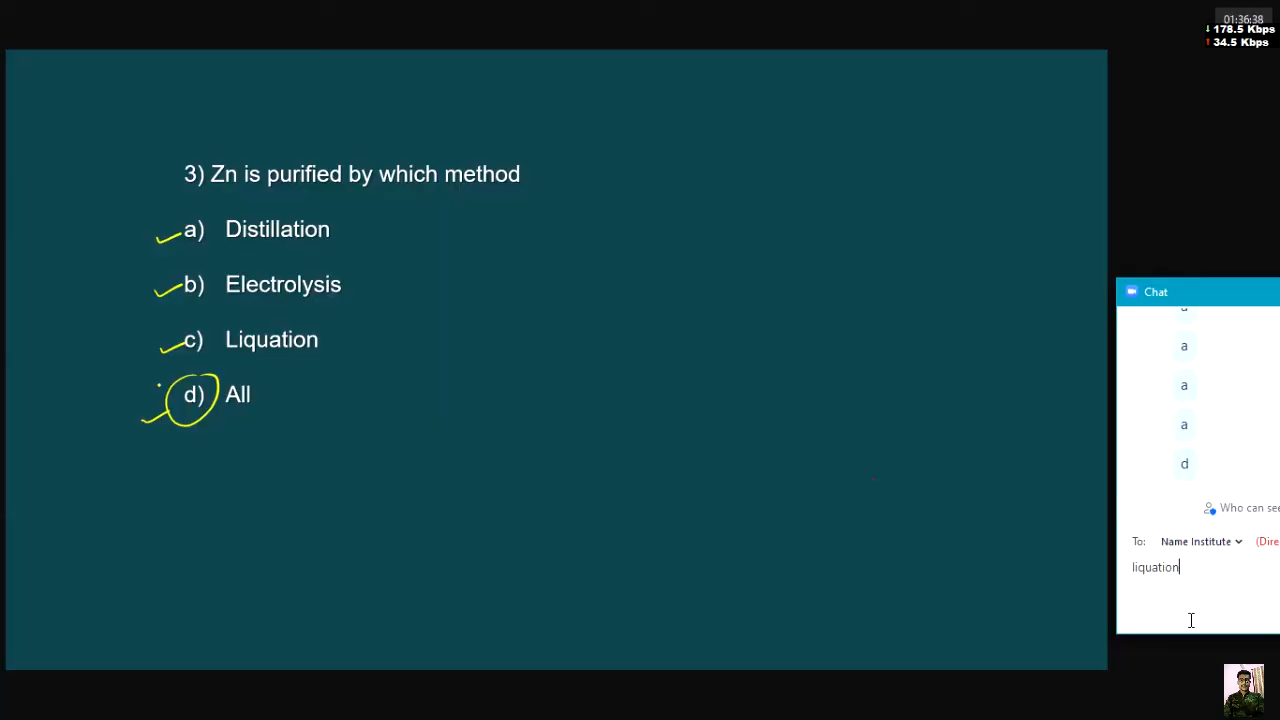 01:36:38
↓ 178.5 Kbps
↑ 34.5 Kbps
3) Zn is purified by which method
a) Distillation
b) Electrolysis
c) Liquation
d) All
Chat
a
a
a
d
Who can see
To: Name Institute (Dire
liquation